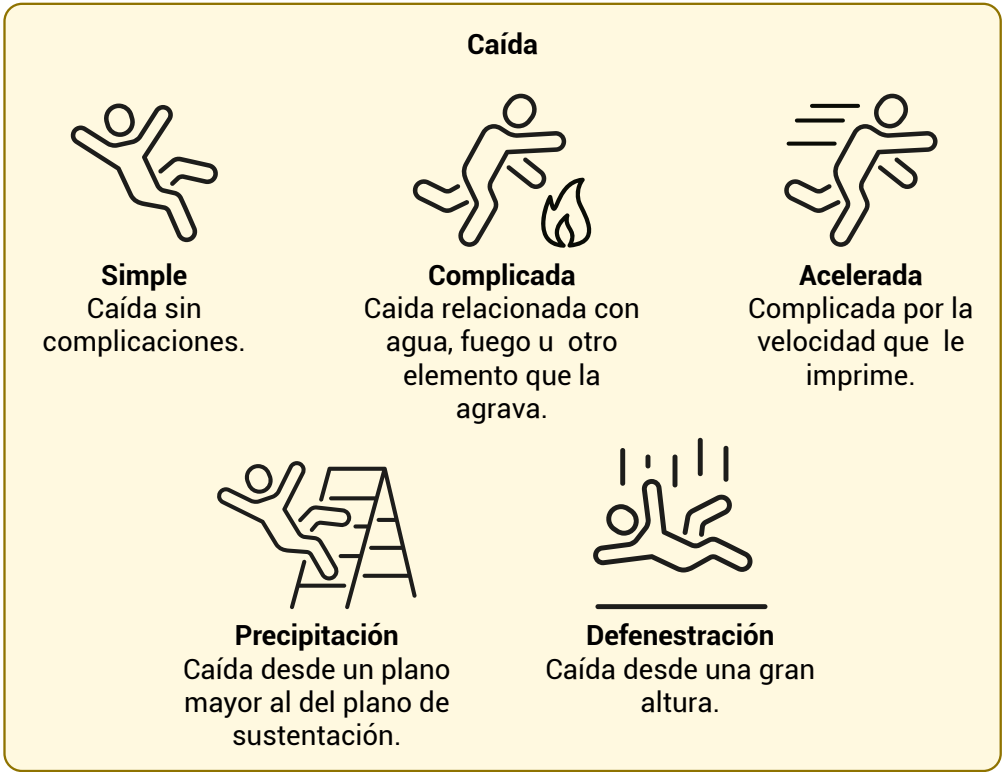 Caída
Simple
Caída sin
complicaciones.
Complicada
Caida relacionada con
agua, fuego u  otro
elemento que la
agrava.
Acelerada
Complicada por la
velocidad que  le
imprime.
Precipitación
Caída desde un plano
mayor al del plano de
sustentación.
Defenestración
Caída desde una gran
altura.